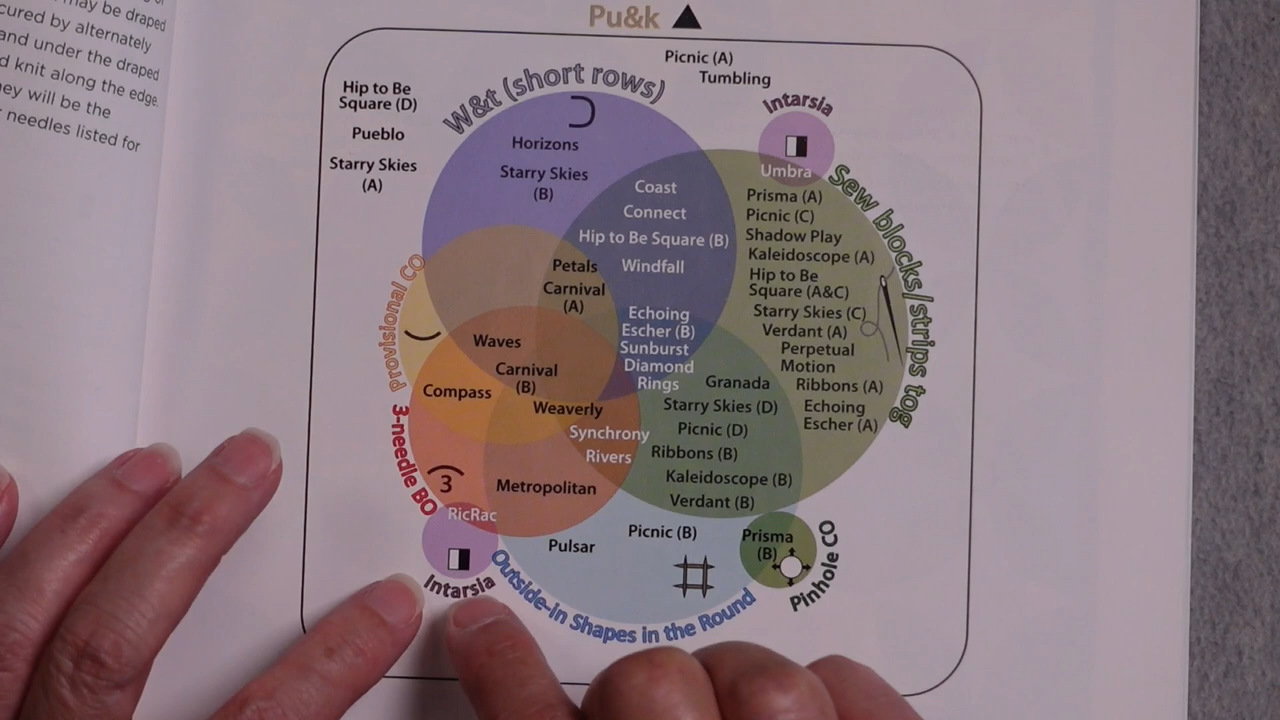 may be draped
cured by alternately
and under the draped
d knit along the edge.
ey will be the
r needles listed for
Pu&k
Picnic (A)
Tumbling
Hip to Be
Square (D)
Pueblo
Starry Skies
(A)
W&t (short rows)
Horizons
Starry Skies
(B)
Intarsia
Umbra
Sew blocks/strips tog
Coast
Connect
Hip to Be Square (B)
Windfall
Prisma (A)
Picnic (C)
Shadow Play
Kaleidoscope (A)
Hip to Be
Square (A&C)
Starry Skies (C)
Verdant (A)
Perpetual
Motion
Ribbons (A)
Echoing
Escher (A)
Provisional CO
Petals
Carnival
(A)
Echoing
Escher (B)
Sunburst
Diamond
Rings
Waves
Carnival
(B)
Compass
Weaverly
Synchrony
Rivers
Granada
Starry Skies (D)
Picnic (D)
Ribbons (B)
Kaleidoscope (B)
Verdant (B)
3-needle BO
3
Metropolitan
RicRac
Intarsia
Pulsar
Picnic (B)
Prisma
(B)
Pinhole CO
Outside-in Shapes in the Round